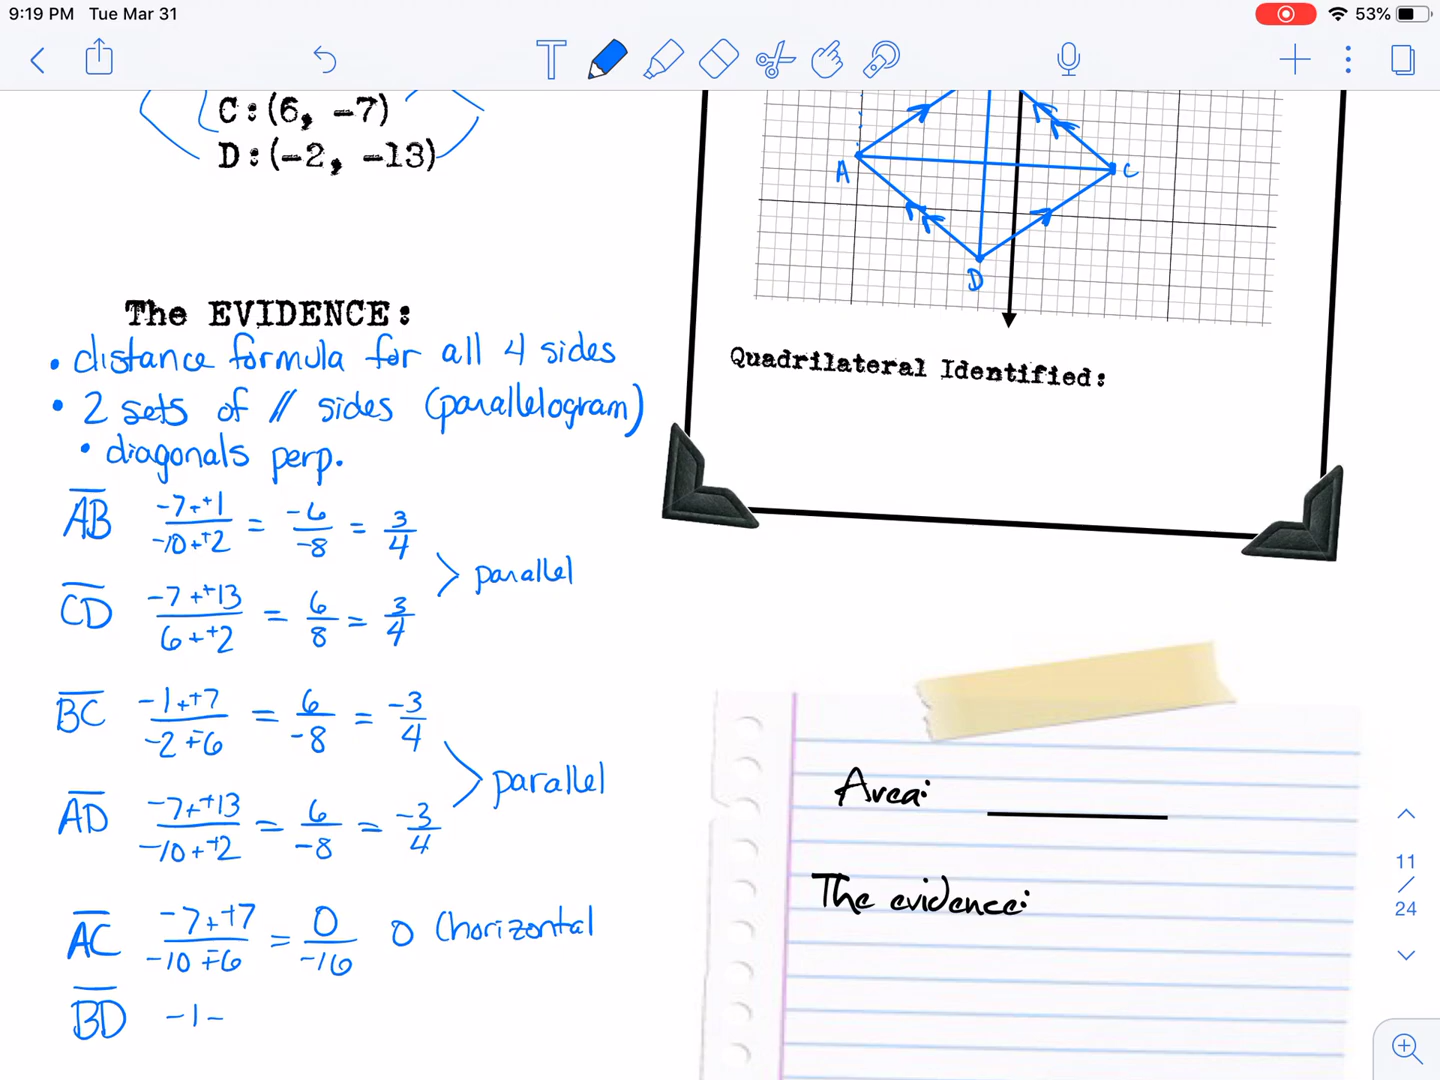 9:19 PM Tue Mar 31
53%
T
C:(6, -7)
D:(-2, -13)
A
C
D
Quadrilateral Identified:
The EVIDENCE:
• distance formula for all 4 sides
• 2 sets of // sides (parallelogram)
• diagonals perp.
AB -7++1/-10++2 = -6/-8 = 3/4
> parallel
CD -7++13/6++2 = 6/8 = 3/4
BC -1++7/-2+-6 = 6/-8 = -3/4
> parallel
AD -7++13/-10++2 = 6/-8 = -3/4
AC -7++7/-10+-6 = 0/-16 0 (horizontal
BD -1-
Area:
The evidence:
11
/
24